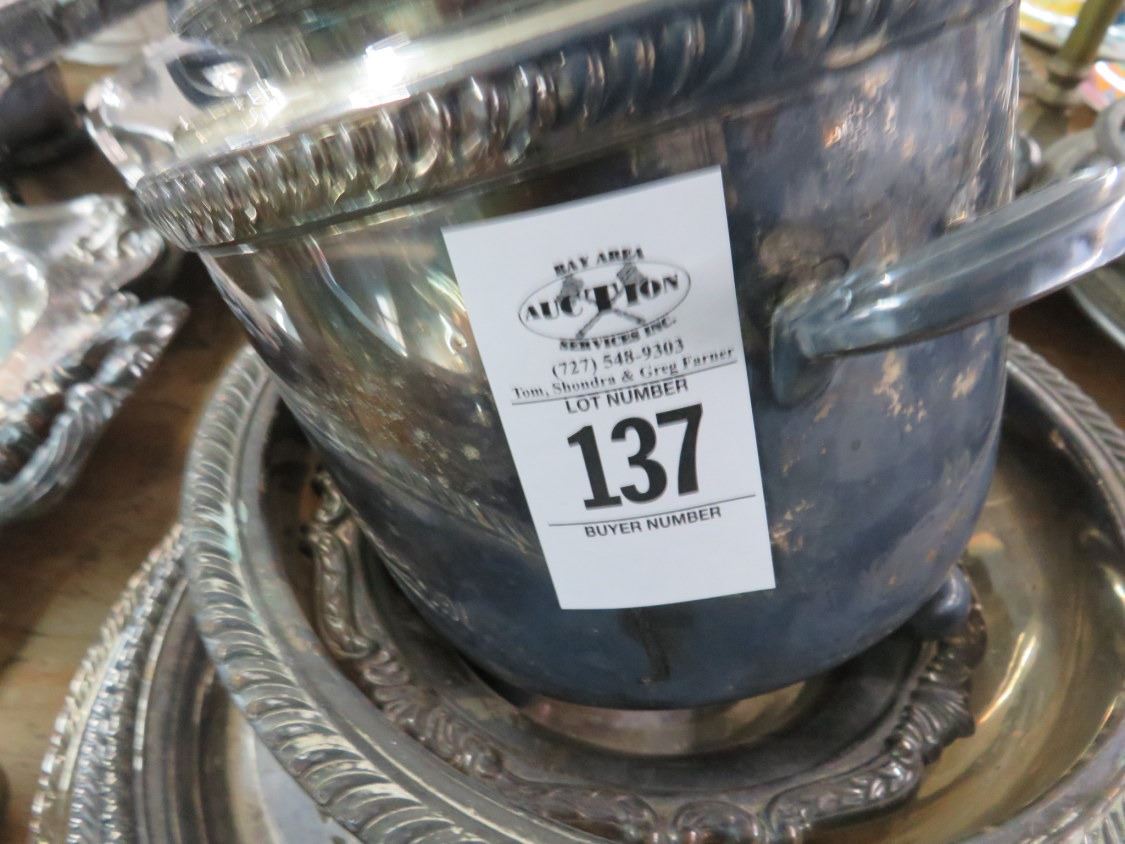 BAY AREA
AUCTION
SERVICES INC.
(727) 548-9303
Tom, Shondra & Greg Farner
LOT NUMBER
137
BUYER NUMBER